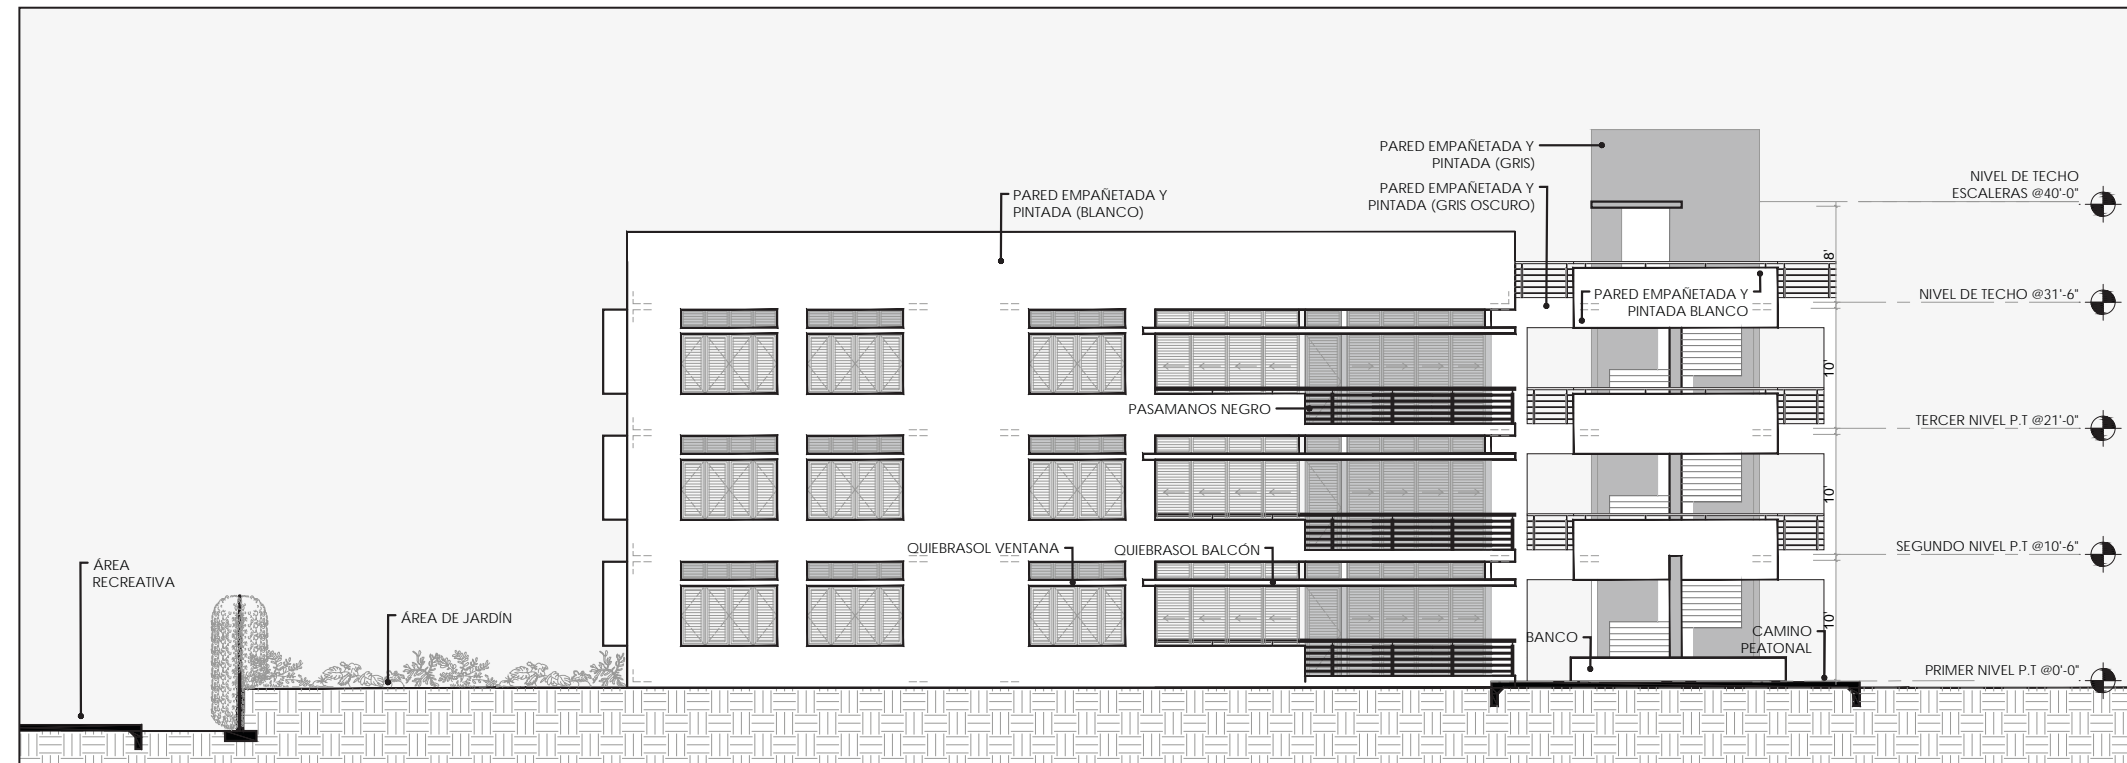 PARED EMPAÑETADA Y
PINTADA (GRIS)
PARED EMPAÑETADA Y
PINTADA (GRIS OSCURO)
PARED EMPAÑETADA Y
PINTADA (BLANCO)
NIVEL DE TECHO
ESCALERAS @40'-0"
8'
NIVEL DE TECHO @31'-6"
PARED EMPAÑETADA Y
PINTADA BLANCO
10'
PASAMANOS NEGRO
TERCER NIVEL P.T @21'-0"
10'
QUIEBRASOL VENTANA
QUIEBRASOL BALCÓN
SEGUNDO NIVEL P.T @10'-6"
ÁREA
RECREATIVA
ÁREA DE JARDÍN
10'
BANCO
CAMINO
PEATONAL
PRIMER NIVEL P.T @0'-0"